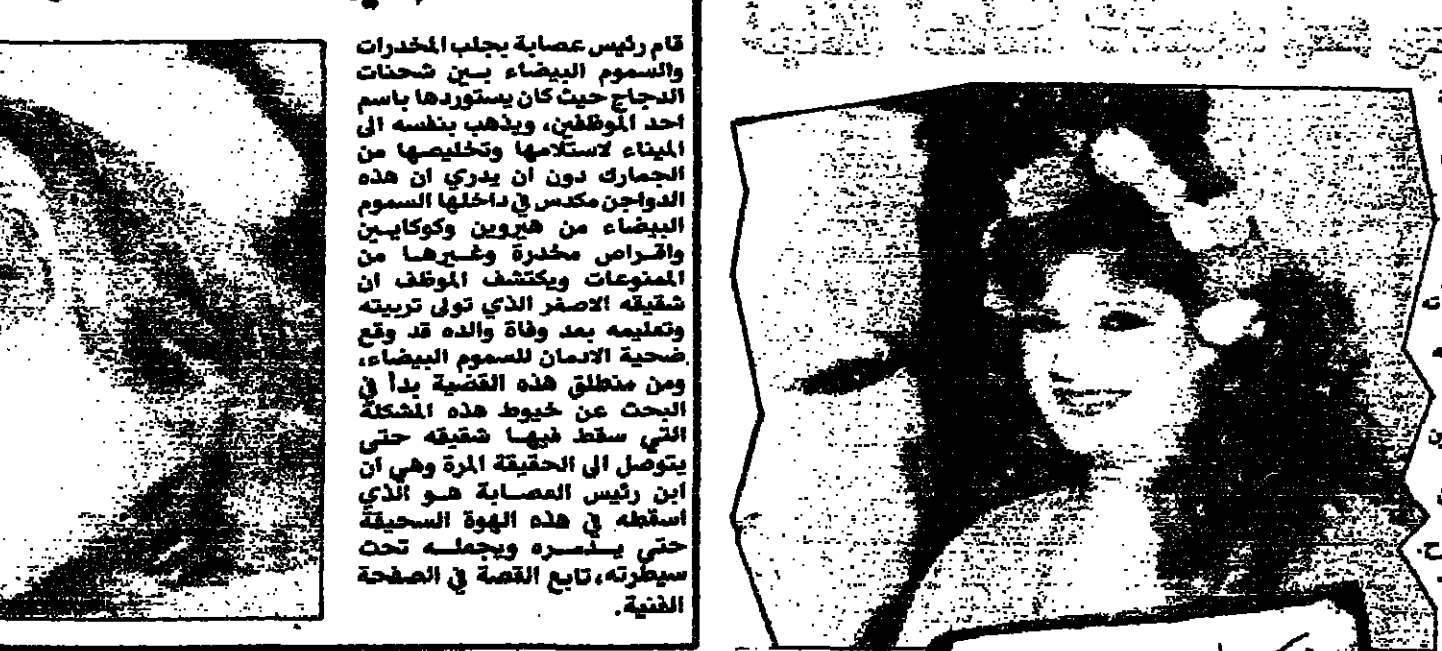 قام رئيس عصابة بجلب المخدرات
والسموم البيضاء بين شحنات
الدجاج حيث كان يستوردها باسم
احد الموظفين، ويذهب بنفسه الى
الميناء لاستلامها وتخليصها من
الجمارك دون ان يدري ان هذه
الدواجن مكدس في داخلها السموم
البيضاء من هيروين وكوكايين
واقراص مخدرة وغيرها من
الممنوعات ويكتشف الموظف ان
شقيقه الاصغر الذي تولى تربيته
وتعليمه بعد وفاة والده قد وقع
ضحية الادمان للسموم البيضاء،
ومن منطلق هذه القضية بدأ في
البحث عن خيوط هذه المشكلة
التي سقط فيها شقيقه حتى
يتوصل الى الحقيقة المرة وهي ان
ابن رئيس العصابة هو الذي
اسقطه في هذه الهوة السحيقة
حتى يدمره ويجعله تحت
سيطرته، تابع القصة في الصفحة
الفنية.